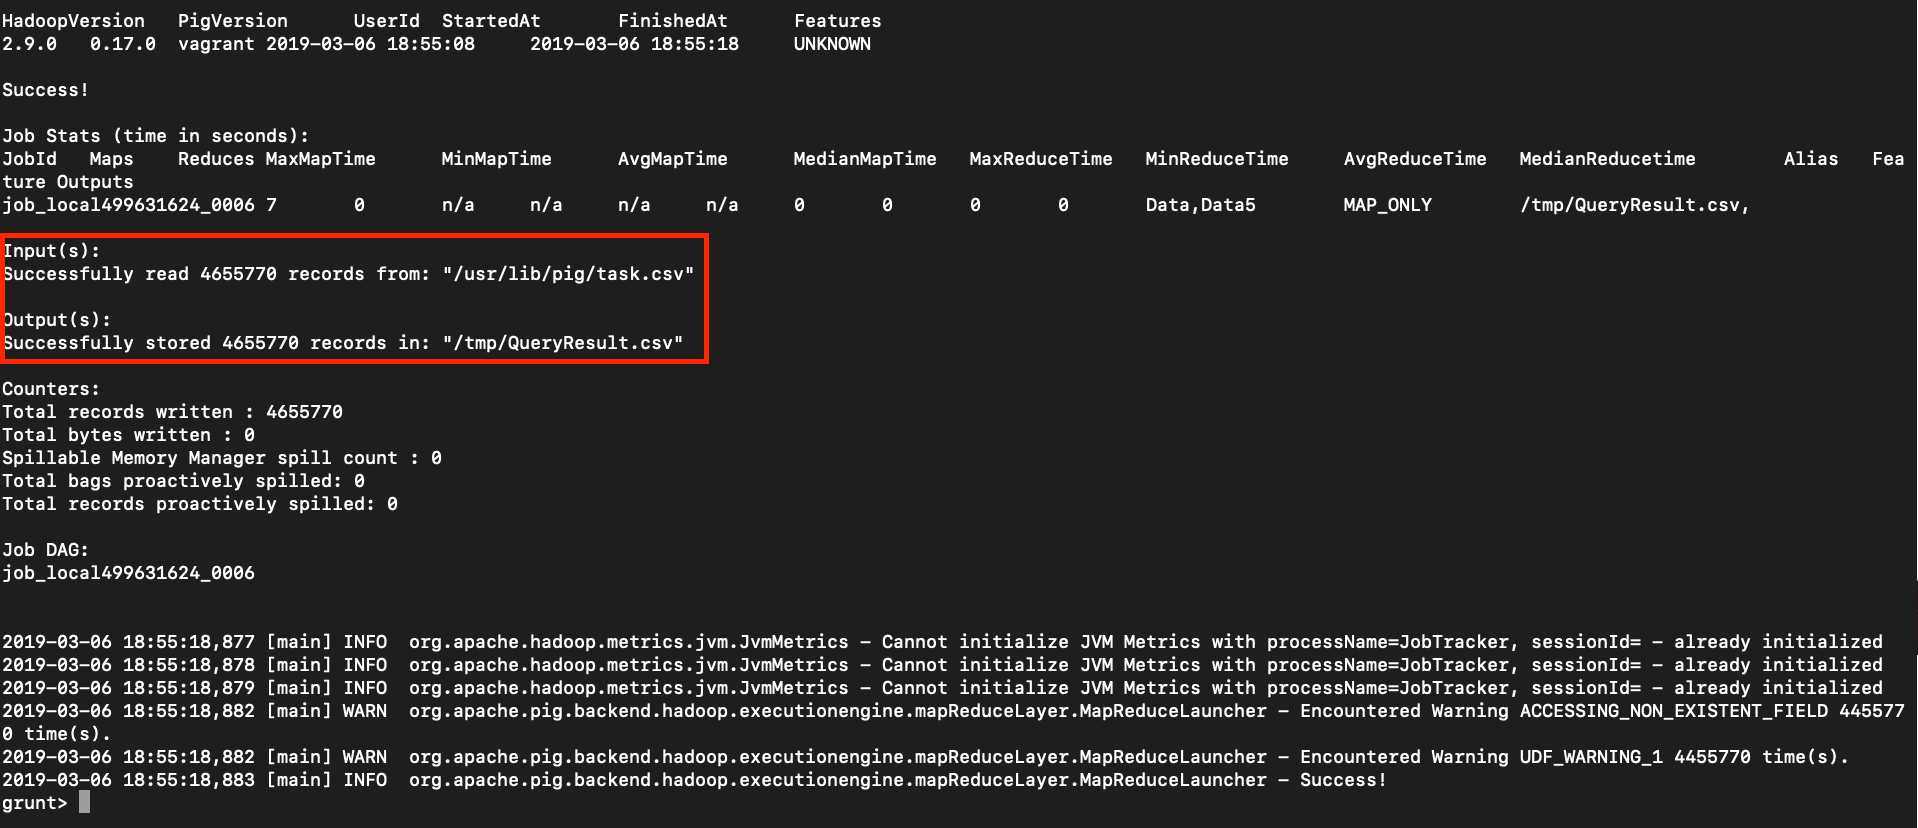 HadoopVersion PigVersion UserId StartedAt FinishedAt Features
2.9.0 0.17.0 vagrant 2019-03-06 18:55:08 2019-03-06 18:55:18 UNKNOWN
Success!
Job Stats (time in seconds):
JobId Maps Reduces MaxMapTime MinMapTime AvgMapTime MedianMapTime MaxReduceTime MinReduceTime AvgReduceTime MedianReducetime Alias Fea
ture Outputs
job_local499631624_0006 7 0 n/a n/a n/a n/a 0 0 0 0 Data,Data5 MAP_ONLY /tmp/QueryResult.csv,
Input(s):
Successfully read 4655770 records from: "/usr/lib/pig/task.csv"
Output(s):
Successfully stored 4655770 records in: "/tmp/QueryResult.csv"
Counters:
Total records written : 4655770
Total bytes written : 0
Spillable Memory Manager spill count : 0
Total bags proactively spilled: 0
Total records proactively spilled: 0
Job DAG:
job_local499631624_0006
2019-03-06 18:55:18,877 [main] INFO org.apache.hadoop.metrics.jvm.JvmMetrics - Cannot initialize JVM Metrics with processName=JobTracker, sessionId= - already initialized
2019-03-06 18:55:18,878 [main] INFO org.apache.hadoop.metrics.jvm.JvmMetrics - Cannot initialize JVM Metrics with processName=JobTracker, sessionId= - already initialized
2019-03-06 18:55:18,879 [main] INFO org.apache.hadoop.metrics.jvm.JvmMetrics - Cannot initialize JVM Metrics with processName=JobTracker, sessionId= - already initialized
2019-03-06 18:55:18,882 [main] WARN org.apache.pig.backend.hadoop.executionengine.mapReduceLayer.MapReduceLauncher - Encountered Warning ACCESSING_NON_EXISTENT_FIELD 445577
0 time(s).
2019-03-06 18:55:18,882 [main] WARN org.apache.pig.backend.hadoop.executionengine.mapReduceLayer.MapReduceLauncher - Encountered Warning UDF_WARNING_1 4455770 time(s).
2019-03-06 18:55:18,883 [main] INFO org.apache.pig.backend.hadoop.executionengine.mapReduceLayer.MapReduceLauncher - Success!
grunt>